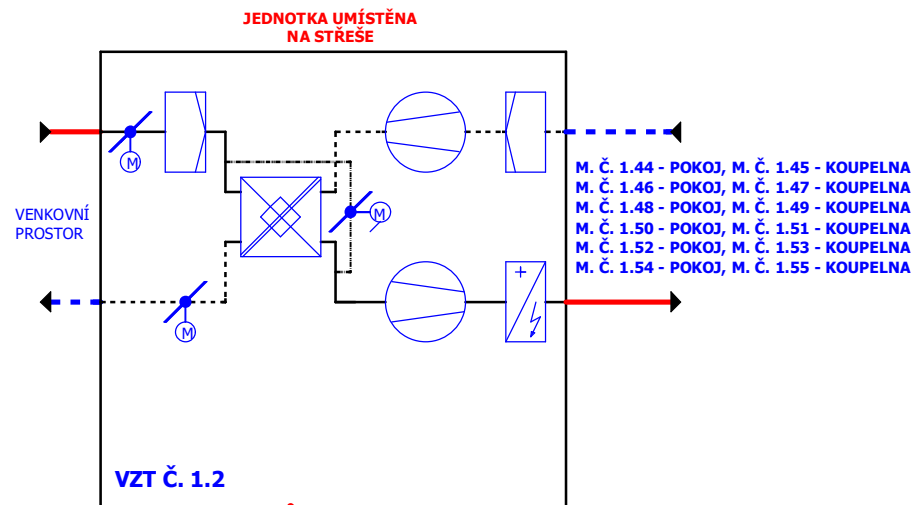 JEDNOTKA UMÍSTĚNA
NA STŘEŠE
M
M. Č. 1.44 - POKOJ, M. Č. 1.45 - KOUPELNA
M. Č. 1.46 - POKOJ, M. Č. 1.47 - KOUPELNA
M. Č. 1.48 - POKOJ, M. Č. 1.49 - KOUPELNA
M. Č. 1.50 - POKOJ, M. Č. 1.51 - KOUPELNA
M. Č. 1.52 - POKOJ, M. Č. 1.53 - KOUPELNA
M. Č. 1.54 - POKOJ, M. Č. 1.55 - KOUPELNA
VENKOVNÍ
PROSTOR
M
+
M
VZT Č. 1.2